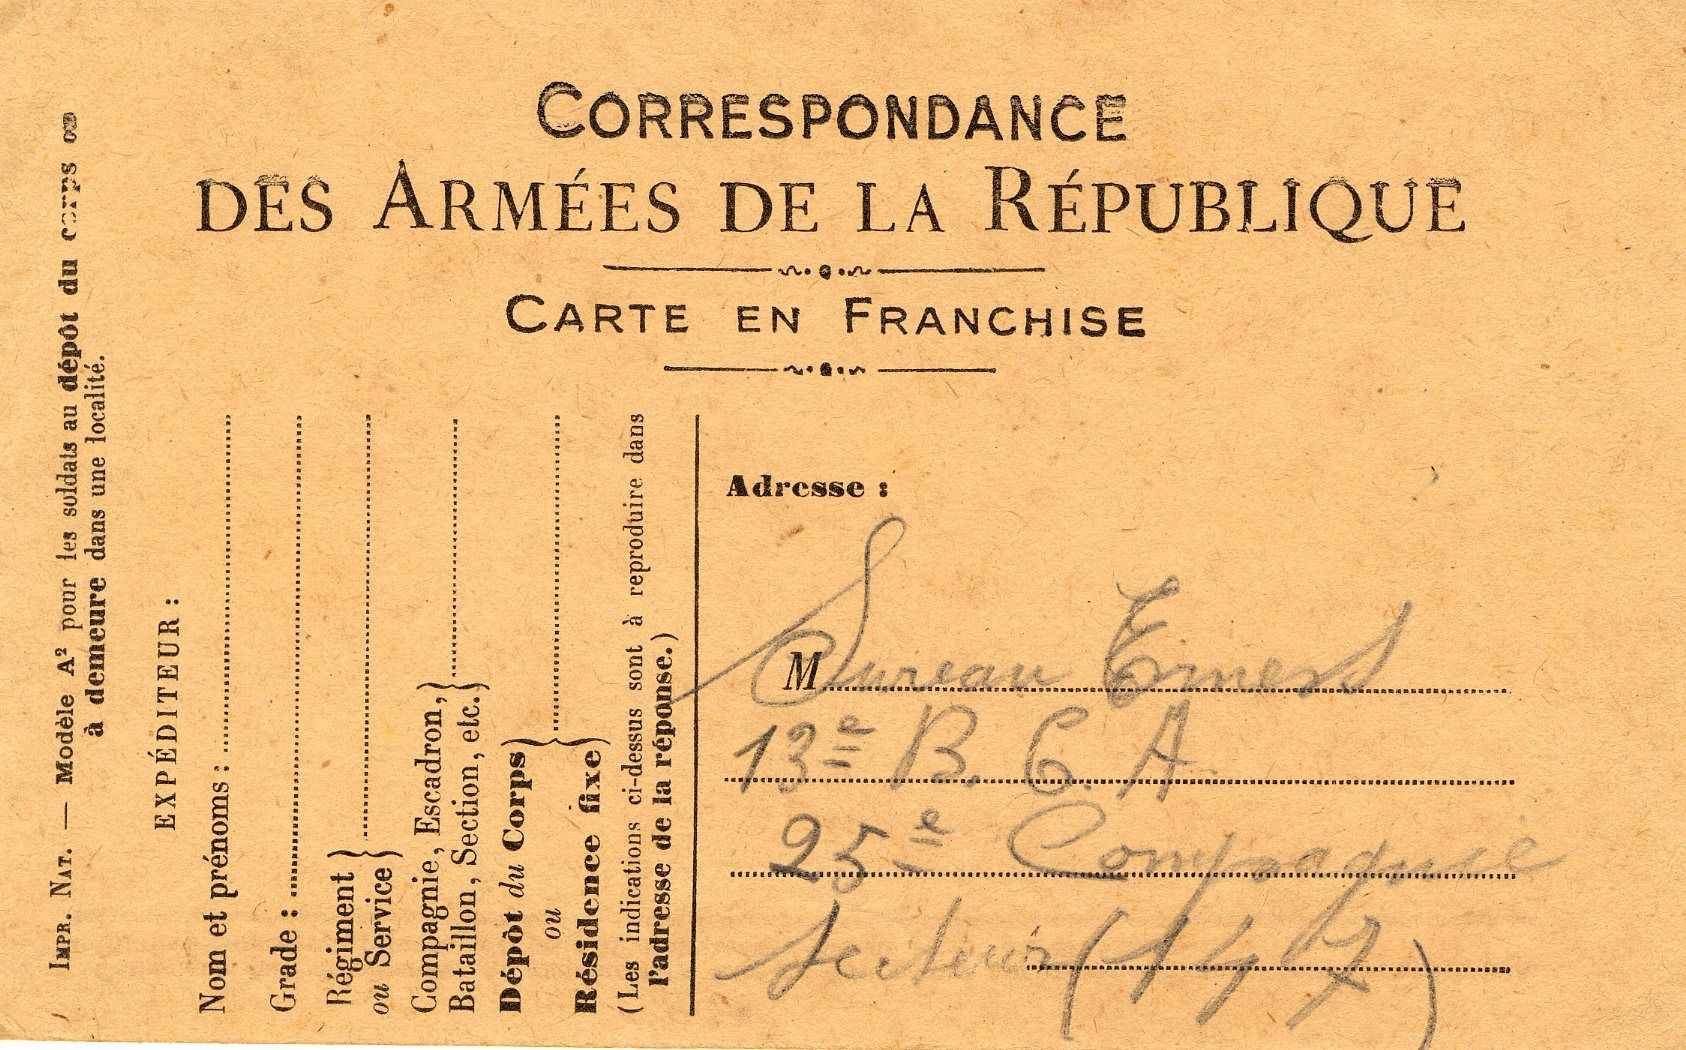 CORRESPONDANCE
DES ARMÉES DE LA RÉPUBLIQUE
CARTE EN FRANCHISE
IMPR. NAT. — Modèle A² pour les soldats au dépôt du corps ou
à demeure dans une localité.
EXPÉDITEUR :
Nom et prénoms :
Grade :
Régiment
ou Service
Compagnie, Escadron,
Bataillon, Section, etc.
Dépôt du Corps
ou
Résidence fixe
(Les indications ci-dessus sont à reproduire dans
l'adresse de la réponse.)
Adresse :
M Sureau Ernest
13e B. C. A.
25e Compagnie
secteur (147)